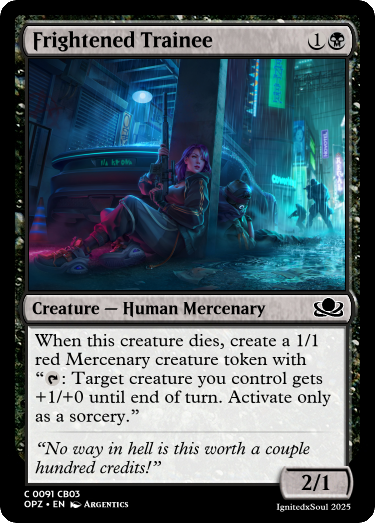 Frightened Trainee 1
Creature — Human Mercenary
When this creature dies, create a 1/1
red Mercenary creature token with
“: Target creature you control gets
+1/+0 until end of turn. Activate only
as a sorcery.”
“No way in hell is this worth a couple
hundred credits!”
2/1
C 0091 CB03
OPZ • EN Argentics
IgnitedxSoul 2025